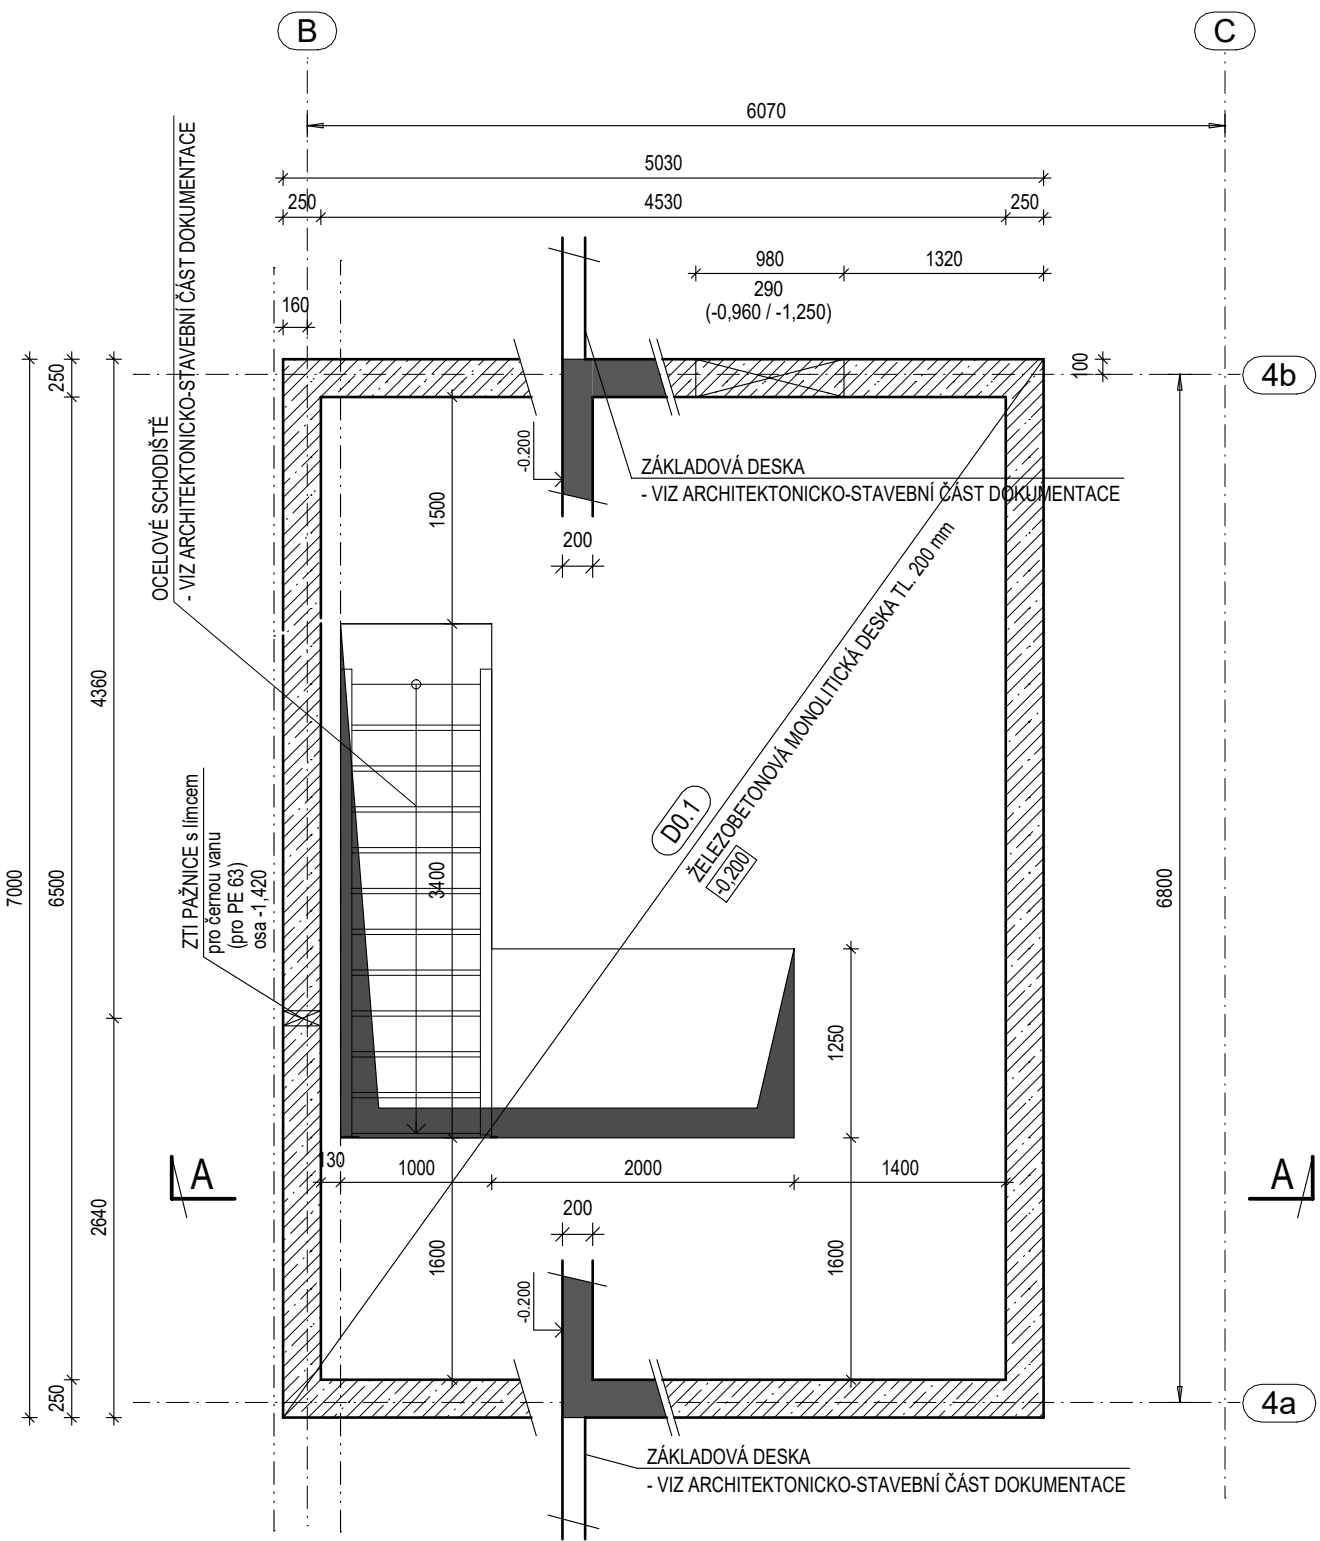 B
C
6070
5030
250
4530
250
980
1320
290
(-0,960 / -1,250)
160
100
4b
OCELOVÉ SCHODIŠTĚ
- VIZ ARCHITEKTONICKO-STAVEBNÍ ČÁST DOKUMENTACE
250
-0.200
ZÁKLADOVÁ DESKA
- VIZ ARCHITEKTONICKO-STAVEBNÍ ČÁST DOKUMENTACE
1500
200
4360
7000
6500
ZTI PAŽNICE s límcem
pro černou vanu
(pro PE 63)
osa -1,420
3400
D0.1
ŽELEZOBETONOVÁ MONOLITICKÁ DESKA TL. 200 mm
-0,200
6800
1250
A
130
1000
2000
1400
A
2640
200
1600
1600
-0.200
250
4a
ZÁKLADOVÁ DESKA
- VIZ ARCHITEKTONICKO-STAVEBNÍ ČÁST DOKUMENTACE